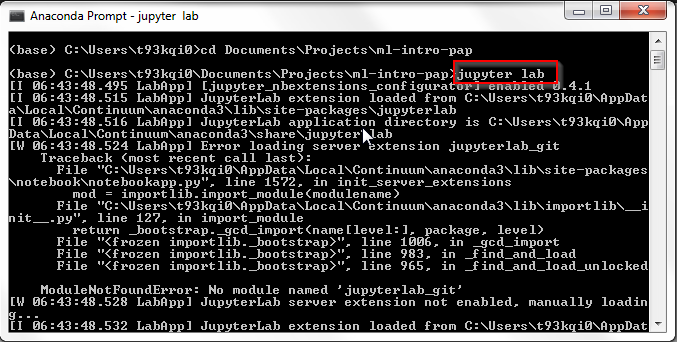 Anaconda Prompt - jupyter lab
(base) C:\Users\t93kqi0>cd Documents\Projects\ml-intro-pap
(base) C:\Users\t93kqi0\Documents\Projects\ml-intro-pap>jupyter lab
[I 06:43:48.495 LabApp] [jupyter_nbextensions_configurator] enabled 0.4.1
[I 06:43:48.515 LabApp] JupyterLab extension loaded from C:\Users\t93kqi0\AppDat
a\Local\Continuum\anaconda3\lib\site-packages\jupyterlab
[I 06:43:48.516 LabApp] JupyterLab application directory is C:\Users\t93kqi0\App
Data\Local\Continuum\anaconda3\share\jupyter\lab
[W 06:43:48.524 LabApp] Error loading server extension jupyterlab_git
Traceback (most recent call last):
File "C:\Users\t93kqi0\AppData\Local\Continuum\anaconda3\lib\site-packages
\notebook\notebookapp.py", line 1572, in init_server_extensions
mod = importlib.import_module(modulename)
File "C:\Users\t93kqi0\AppData\Local\Continuum\anaconda3\lib\importlib\__i
nit__.py", line 127, in import_module
return _bootstrap._gcd_import(name[level:], package, level)
File "<frozen importlib._bootstrap>", line 1006, in _gcd_import
File "<frozen importlib._bootstrap>", line 983, in _find_and_load
File "<frozen importlib._bootstrap>", line 965, in _find_and_load_unlocked
ModuleNotFoundError: No module named 'jupyterlab_git'
[W 06:43:48.528 LabApp] JupyterLab server extension not enabled, manually loadin
g...
[I 06:43:48.532 LabApp] JupyterLab extension loaded from C:\Users\t93kqi0\AppDat